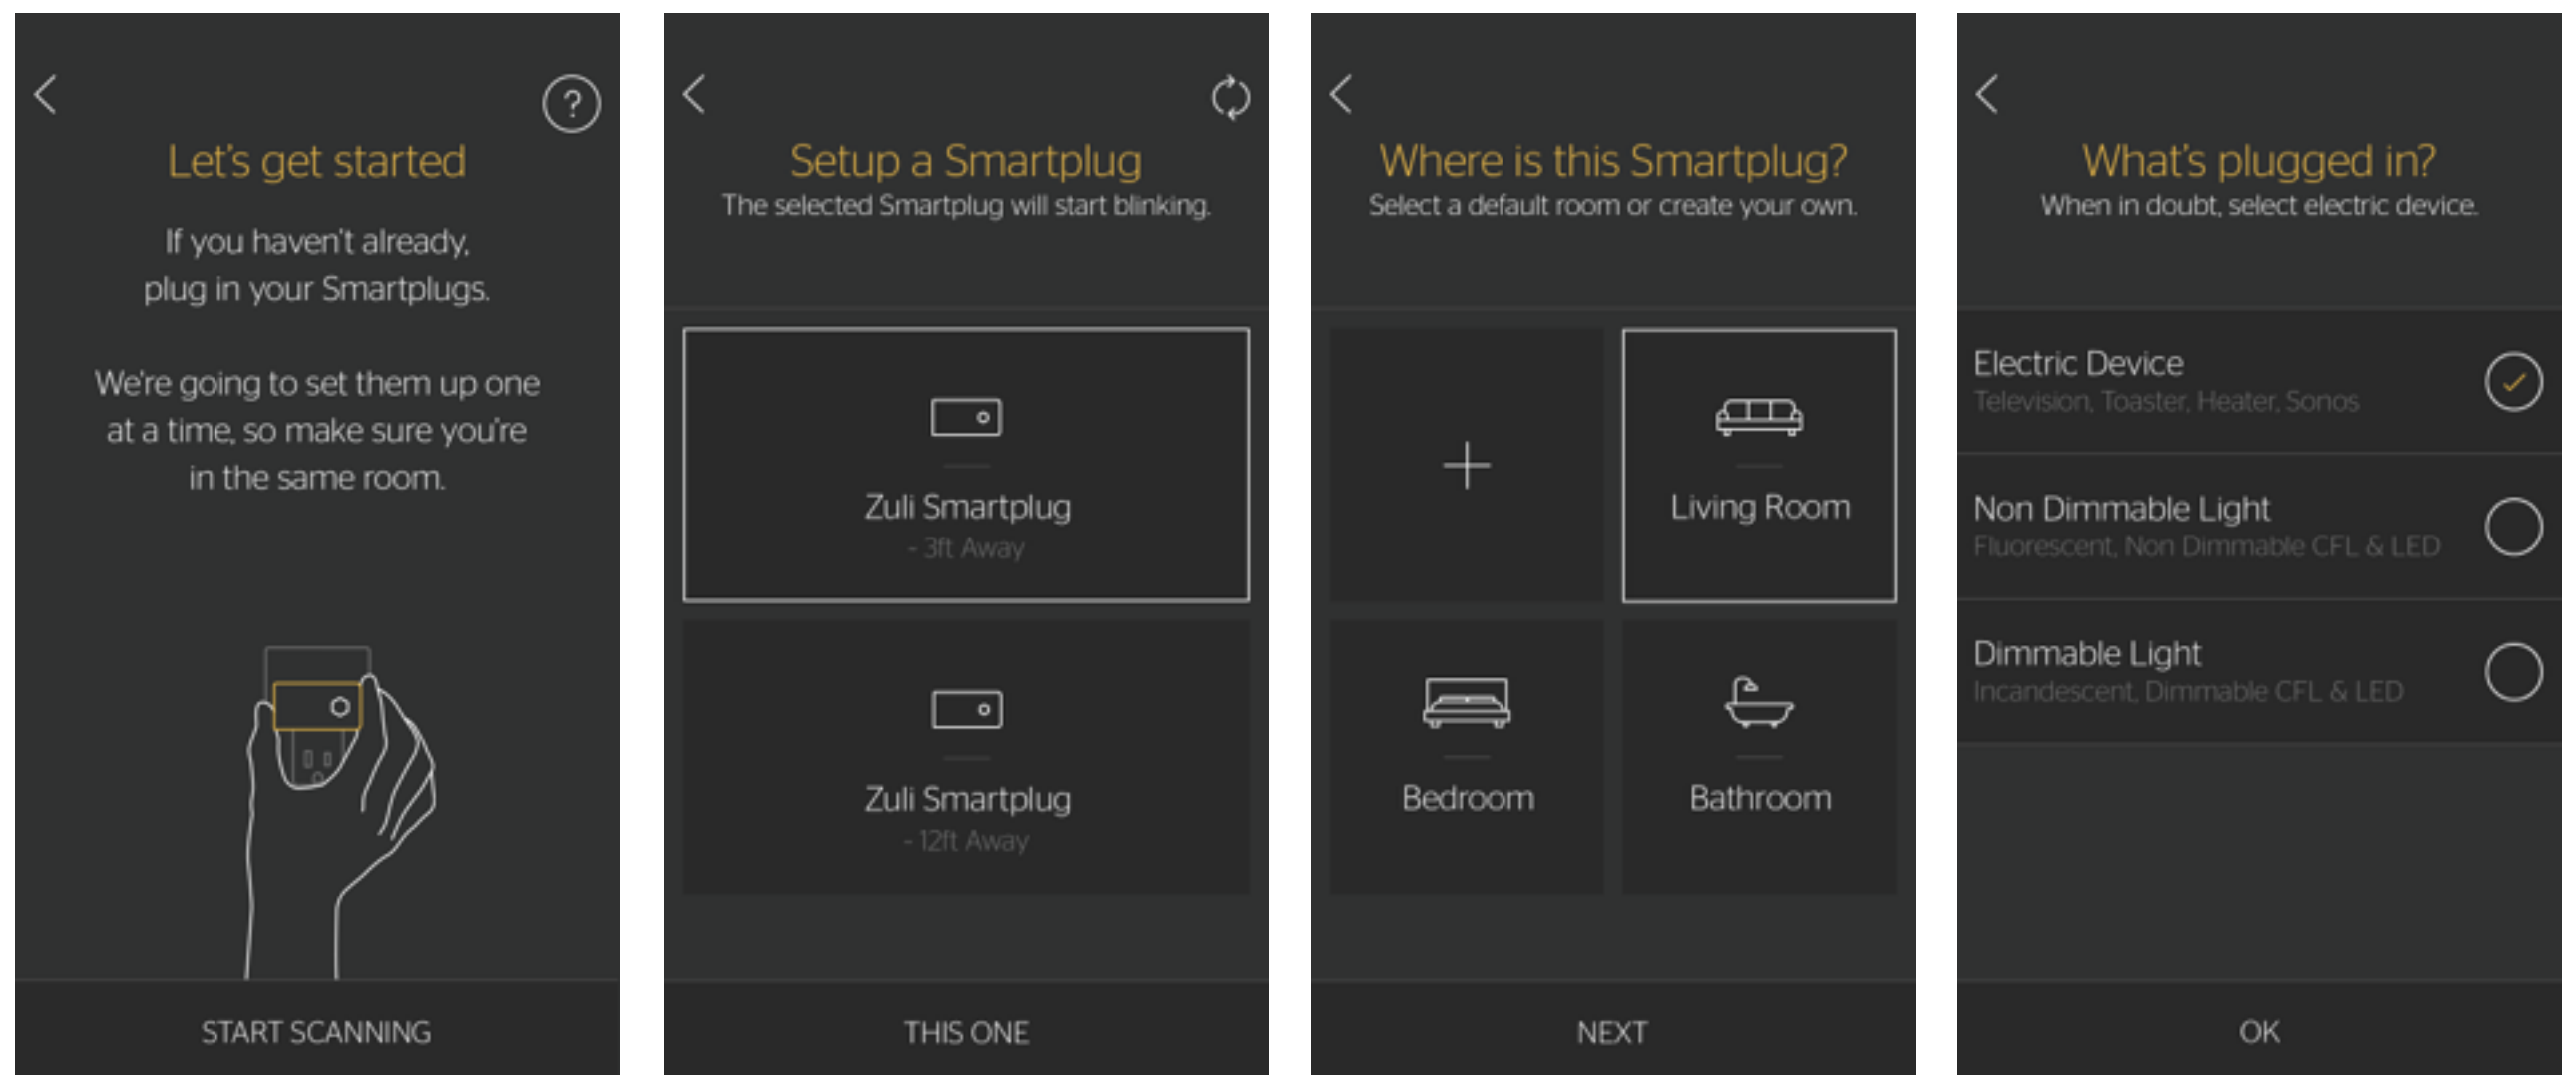 ?
Let's get started
If you haven't already,
plug in your Smartplugs.
We're going to set them up one
at a time, so make sure you're
in the same room.
START SCANNING
Setup a Smartplug
The selected Smartplug will start blinking.
Zuli Smartplug
- 3ft Away
Zuli Smartplug
- 12ft Away
THIS ONE
Where is this Smartplug?
Select a default room or create your own.
Living Room
Bedroom
Bathroom
NEXT
What's plugged in?
When in doubt, select electric device.
Electric Device
Television, Toaster, Heater, Sonos
Non Dimmable Light
Fluorescent, Non Dimmable CFL & LED
Dimmable Light
Incandescent, Dimmable CFL & LED
OK